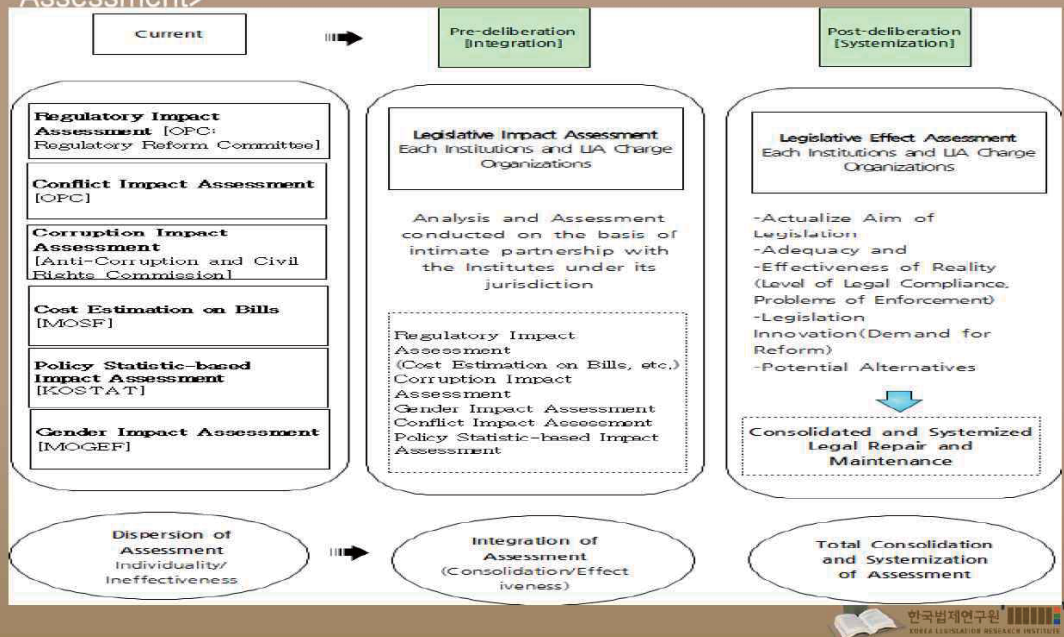 Assessment>
Current
Pre-deliberation
[Integration]
Post-deliberation
[Systemization]
Regulatory Impact
Assessment [OPC:
Regulatory Reform Committee]
Conflict Impact Assessment
[OPC]
Corruption Impact
Assessment
[Anti-Corruption and Civil
Rights Commission]
Cost Estimation on Bills
[MOSF]
Policy Statistic-based
Impact Assessment
[KOSTAT]
Gender Impact Assessment
[MOGEF]
Legislative Impact Assessment
Each Institutions and LIA Charge
Organizations
Analysis and Assessment
conducted on the basis of
intimate partnership with
the Institutes under its
jurisdiction
Regulatory Impact
Assessment
(Cost Estimation on Bills, etc.)
Corruption Impact
Assessment
Gender Impact Assessment
Conflict Impact Assessment
Policy Statistic-based Impact
Assessment
Legislative Effect Assessment
Each Institutions and LIA Charge
Organizations
-Actualize Aim of
Legislation
-Adequacy and
-Effectiveness of Reality
(Level of Legal Compliance,
Problems of Enforcement)
-Legislation
Innovation(Demand for
Reform)
-Potential Alternatives
Consolidated and Systemized
Legal Repair and
Maintenance
Dispersion of
Assessment
Individuality/
Ineffectiveness
Integration of
Assessment
(Consolidation/Effect
iveness)
Total Consolidation
and Systemization
of Assessment
한국법제연구원
KOREA LEGISLATION RESEARCH INSTITUTE